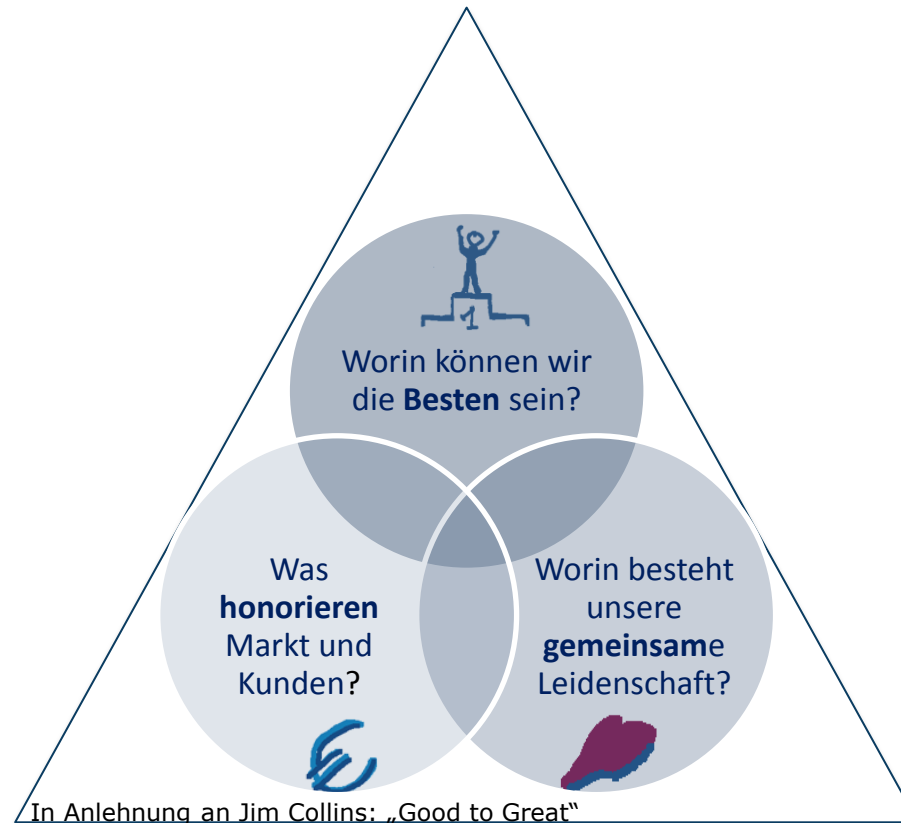 1
Worin können wir
die Besten sein?
Was
honorieren
Markt und
Kunden?
Worin besteht
unsere
gemeinsame
Leidenschaft?
In Anlehnung an Jim Collins: „Good to Great“